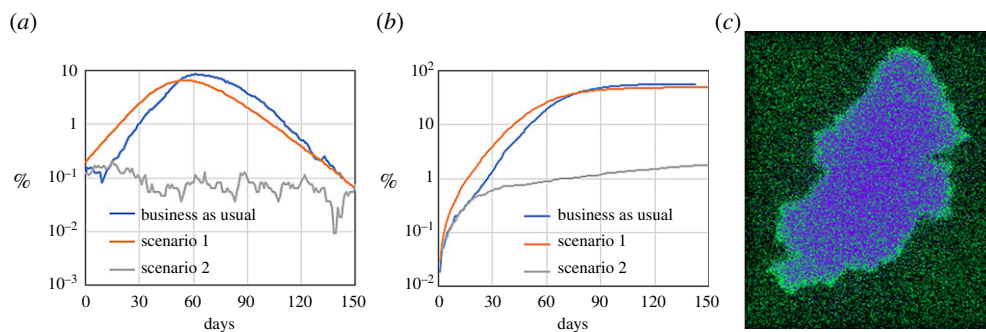 (a)
10
1
10⁻¹
10⁻²
10⁻³
%
business as usual
scenario 1
scenario 2
0 30 60 90 120 150
days
(b)
10²
10
1
10⁻¹
10⁻²
%
business as usual
scenario 1
scenario 2
0 30 60 90 120 150
days
(c)